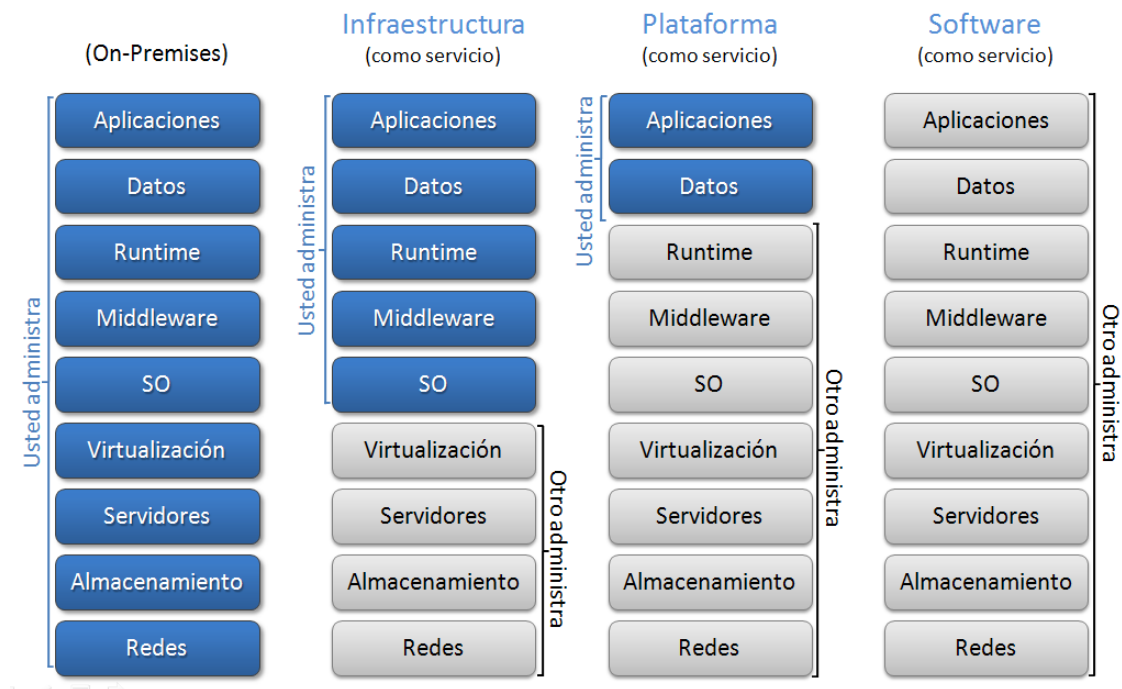 (On-Premises)
Infraestructura
(como servicio)
Plataforma
(como servicio)
Software
(como servicio)
Usted administra
Aplicaciones
Datos
Runtime
Middleware
SO
Virtualización
Servidores
Almacenamiento
Redes
Usted administra
Aplicaciones
Datos
Runtime
Middleware
SO
Virtualización
Servidores
Almacenamiento
Redes
Otro administra
Usted administra
Aplicaciones
Datos
Runtime
Middleware
SO
Virtualización
Servidores
Almacenamiento
Redes
Otro administra
Aplicaciones
Datos
Runtime
Middleware
SO
Virtualización
Servidores
Almacenamiento
Redes
Otro administra